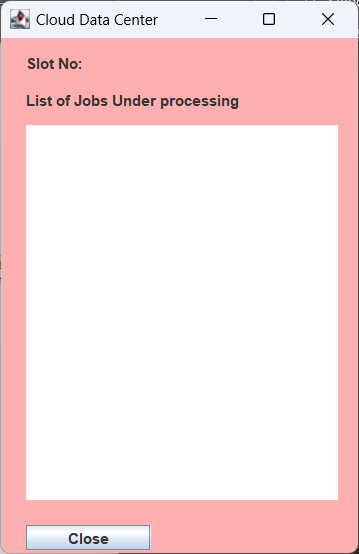 Cloud Data Center
Slot No:
List of Jobs Under processing
Close